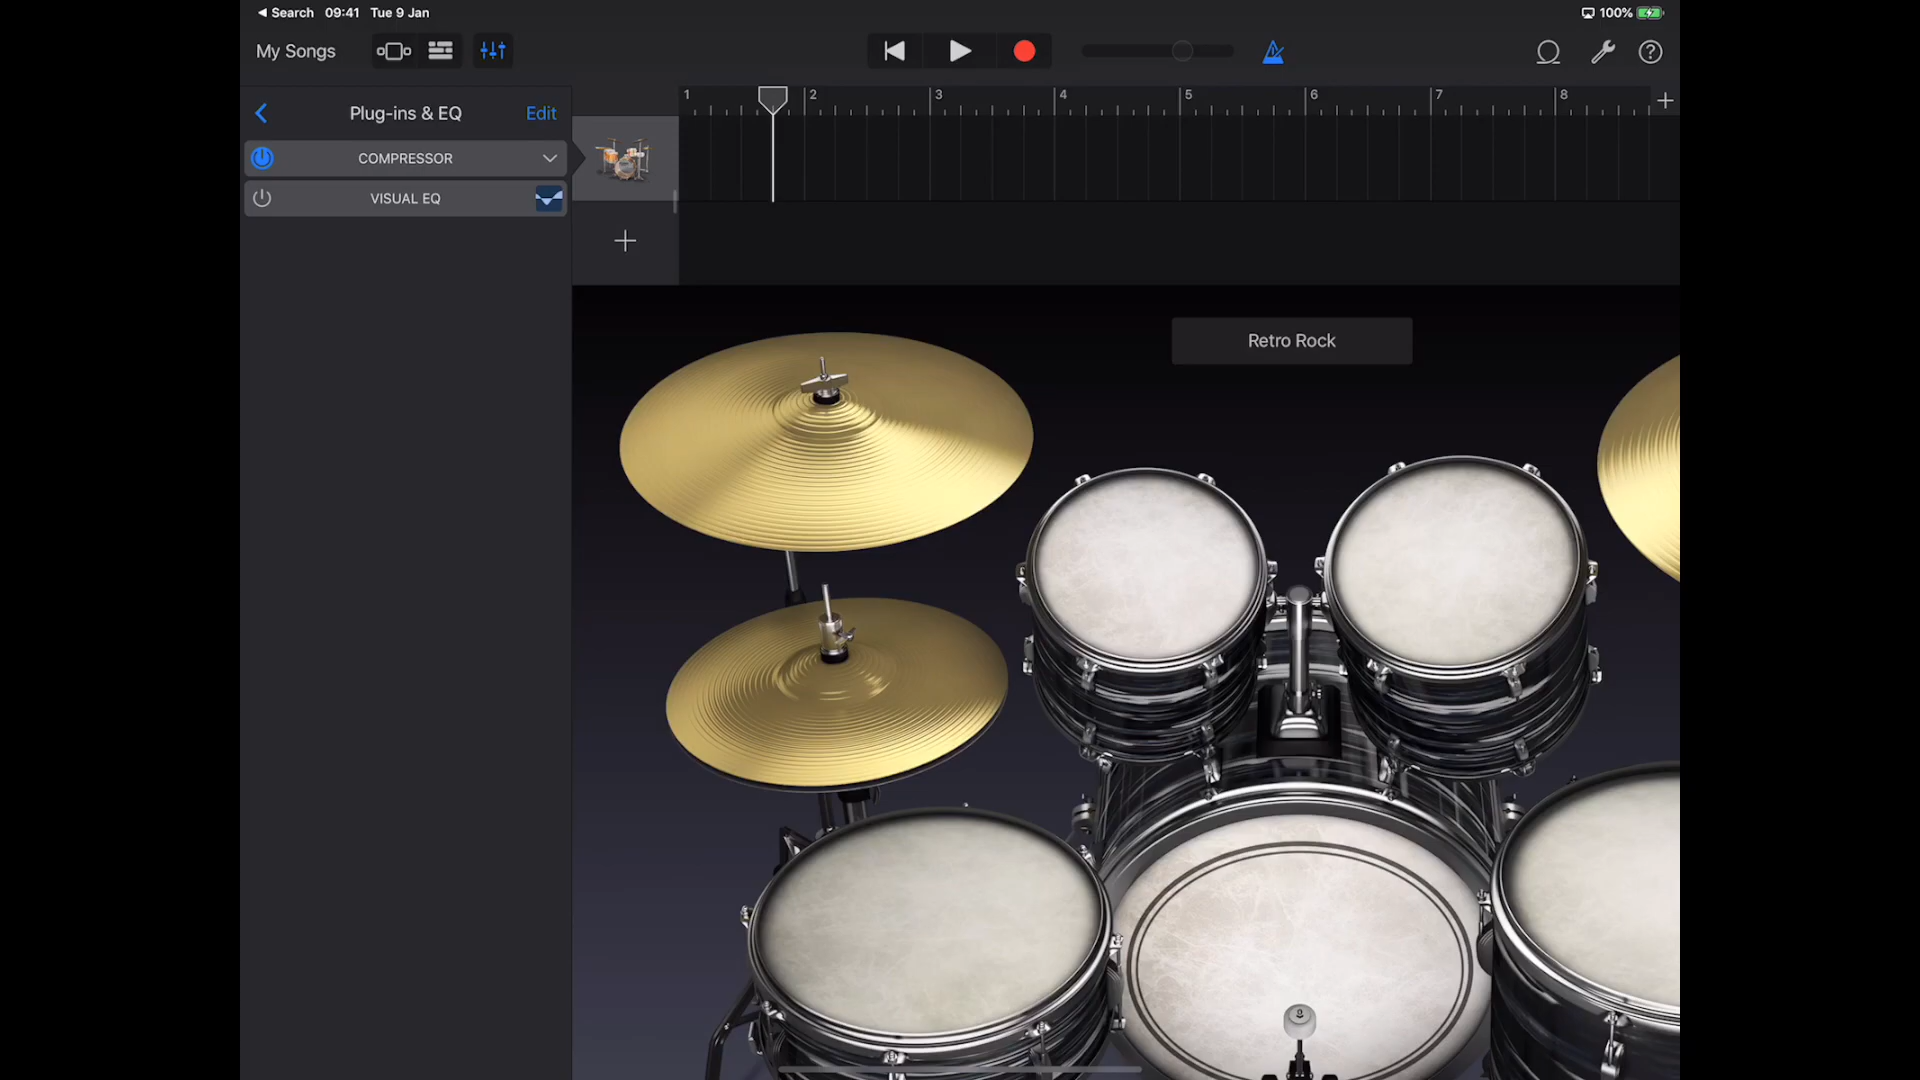 Search 09:41 Tue 9 Jan
100%
My Songs
Plug-ins & EQ
Edit
COMPRESSOR
VISUAL EQ
1 2 3 4 5 6 7 8
Retro Rock